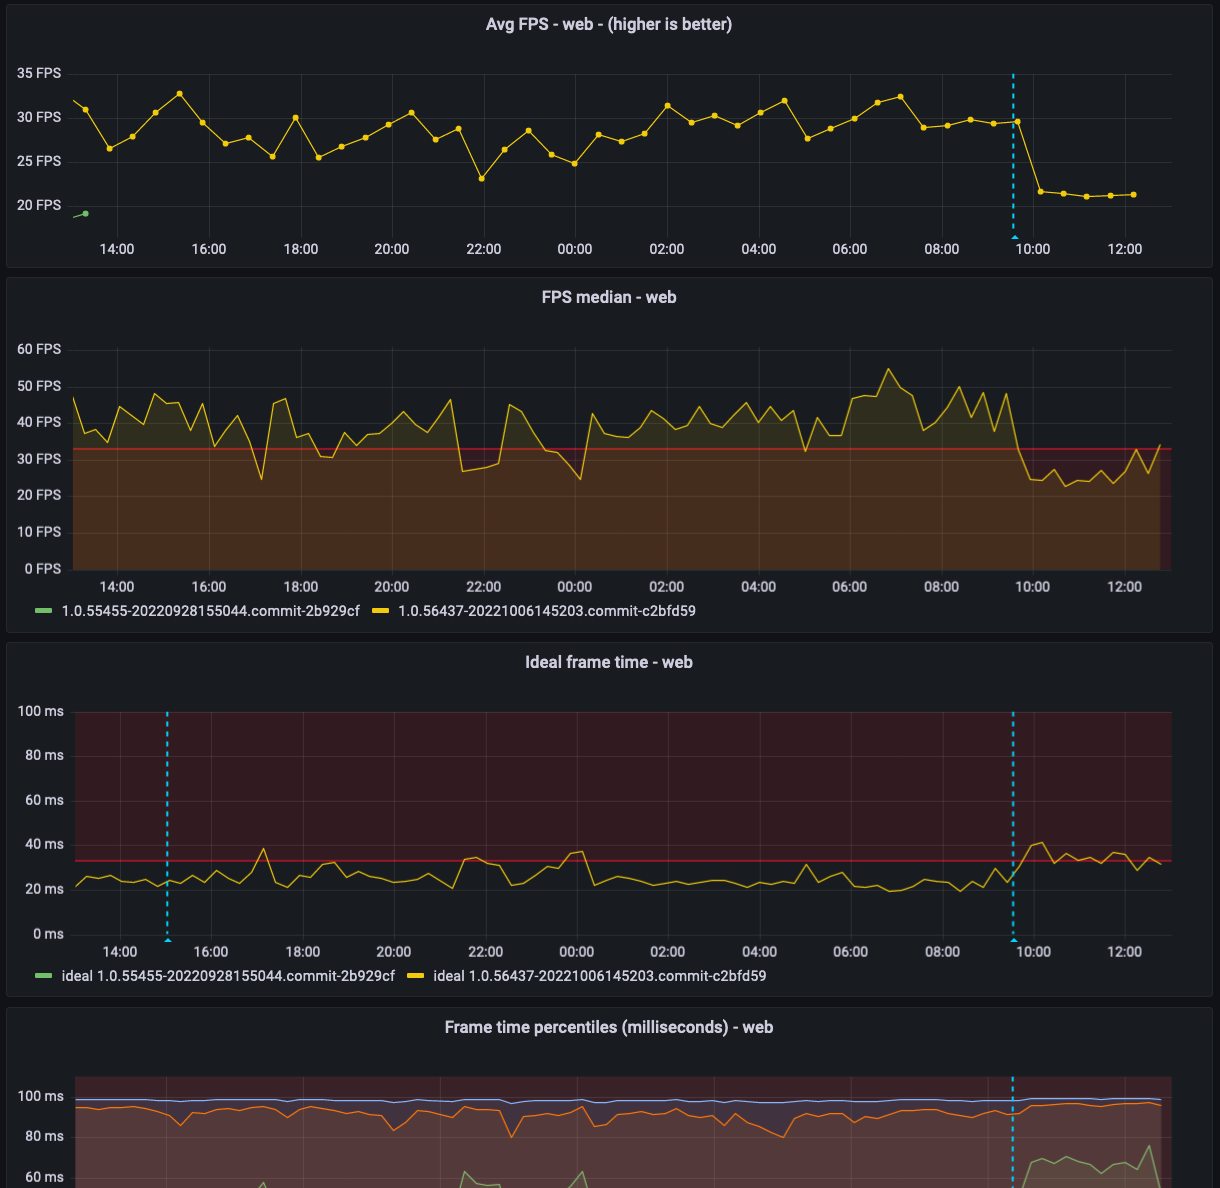 Avg FPS - web - (higher is better)
35 FPS
30 FPS
25 FPS
20 FPS
14:00 16:00 18:00 20:00 22:00 00:00 02:00 04:00 06:00 08:00 10:00 12:00
FPS median - web
60 FPS
50 FPS
40 FPS
30 FPS
20 FPS
10 FPS
0 FPS
14:00 16:00 18:00 20:00 22:00 00:00 02:00 04:00 06:00 08:00 10:00 12:00
1.0.55455-20220928155044.commit-2b929cf 1.0.56437-20221006145203.commit-c2bfd59
Ideal frame time - web
100 ms
80 ms
60 ms
40 ms
20 ms
0 ms
14:00 16:00 18:00 20:00 22:00 00:00 02:00 04:00 06:00 08:00 10:00 12:00
ideal 1.0.55455-20220928155044.commit-2b929cf ideal 1.0.56437-20221006145203.commit-c2bfd59
Frame time percentiles (milliseconds) - web
100 ms
80 ms
60 ms